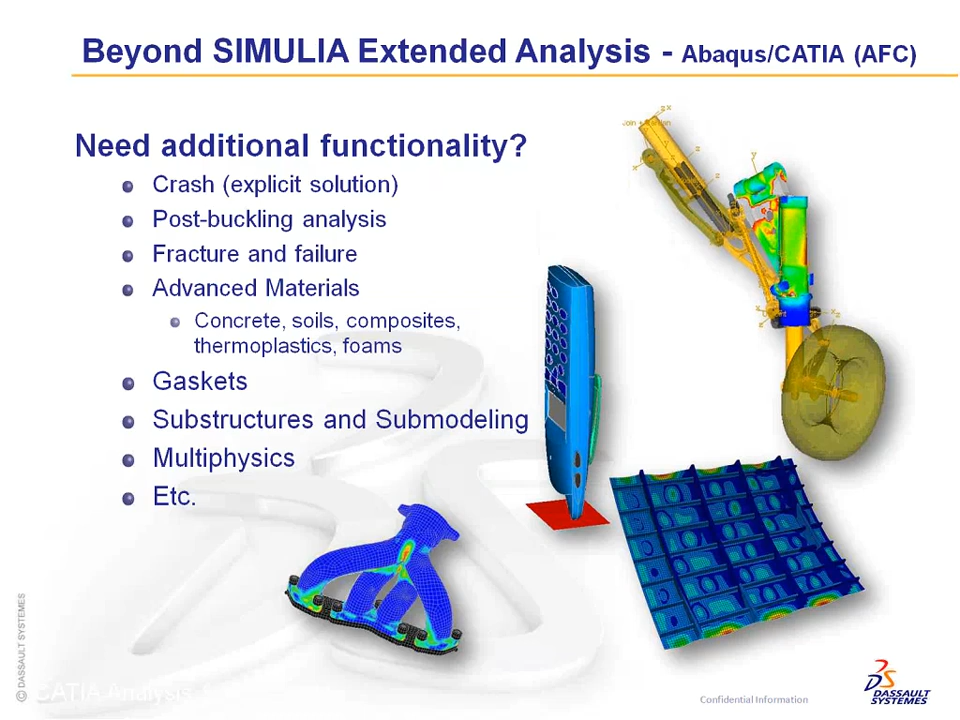 Beyond SIMULIA Extended Analysis - Abaqus/CATIA (AFC)
Need additional functionality?
Crash (explicit solution)
Post-buckling analysis
Fracture and failure
Advanced Materials
Concrete, soils, composites,
thermoplastics, foams
Gaskets
Substructures and Submodeling
Multiphysics
Etc.
© DASSAULT SYSTEMES
CATIA Analysis
Confidential Information
DASSAULT
SYSTEMES